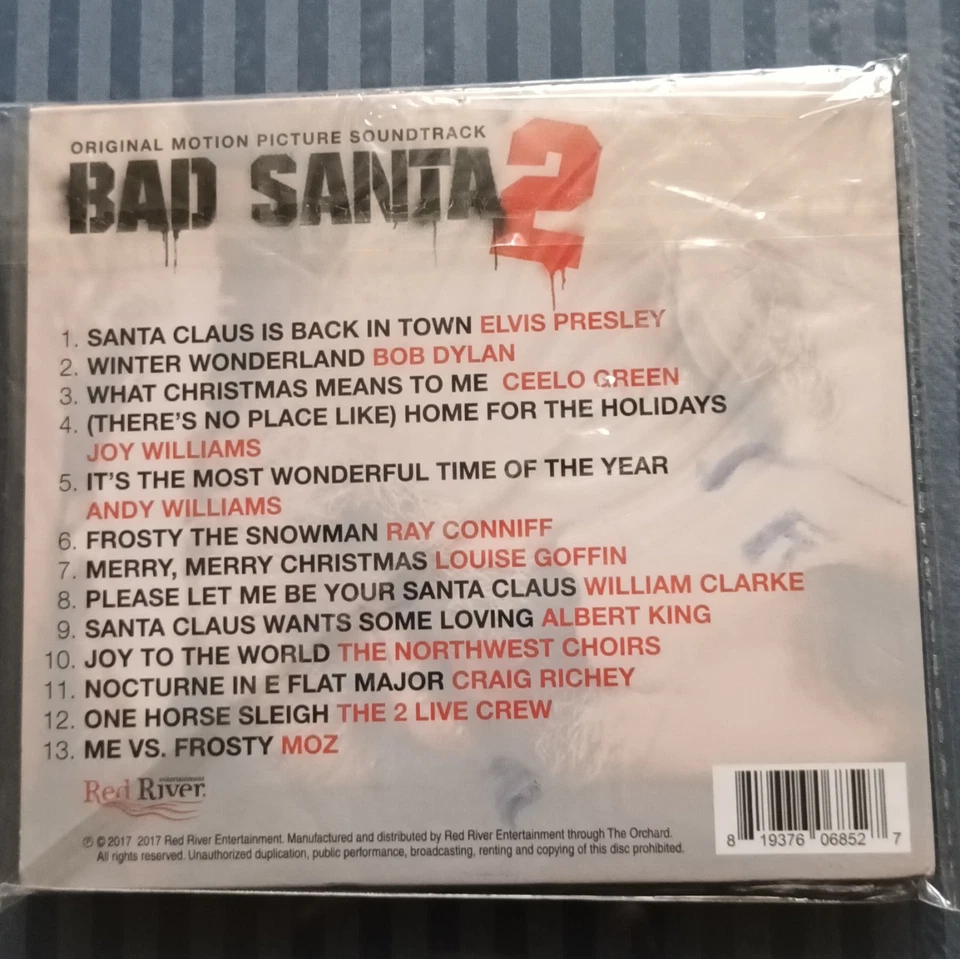 ORIGINAL MOTION PICTURE SOUNDTRACK
BAD SANTA 2
1. SANTA CLAUS IS BACK IN TOWN ELVIS PRESLEY
2. WINTER WONDERLAND BOB DYLAN
3. WHAT CHRISTMAS MEANS TO ME CEELO GREEN
4. (THERE'S NO PLACE LIKE) HOME FOR THE HOLIDAYS
JOY WILLIAMS
5. IT'S THE MOST WONDERFUL TIME OF THE YEAR
ANDY WILLIAMS
6. FROSTY THE SNOWMAN RAY CONNIFF
7. MERRY, MERRY CHRISTMAS LOUISE GOFFIN
8. PLEASE LET ME BE YOUR SANTA CLAUS WILLIAM CLARKE
9. SANTA CLAUS WANTS SOME LOVING ALBERT KING
10. JOY TO THE WORLD THE NORTHWEST CHOIRS
11. NOCTURNE IN E FLAT MAJOR CRAIG RICHEY
12. ONE HORSE SLEIGH THE 2 LIVE CREW
13. ME VS. FROSTY MOZ
entertainment
Red River
℗ © 2017 2017 Red River Entertainment. Manufactured and distributed by Red River Entertainment through The Orchard.
All rights reserved. Unauthorized duplication, public performance, broadcasting, renting and copying of this disc prohibited.
8 19376 06852 7